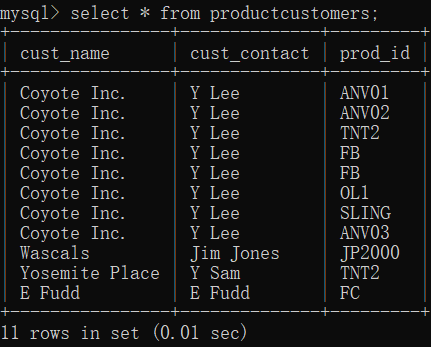 mysql> select * from productcustomers;
cust_name | cust_contact | prod_id
Coyote Inc. | Y Lee | ANV01
Coyote Inc. | Y Lee | ANV02
Coyote Inc. | Y Lee | TNT2
Coyote Inc. | Y Lee | FB
Coyote Inc. | Y Lee | FB
Coyote Inc. | Y Lee | OL1
Coyote Inc. | Y Lee | SLING
Coyote Inc. | Y Lee | ANV03
Wascals | Jim Jones | JP2000
Yosemite Place | Y Sam | TNT2
E Fudd | E Fudd | FC
11 rows in set (0.01 sec)